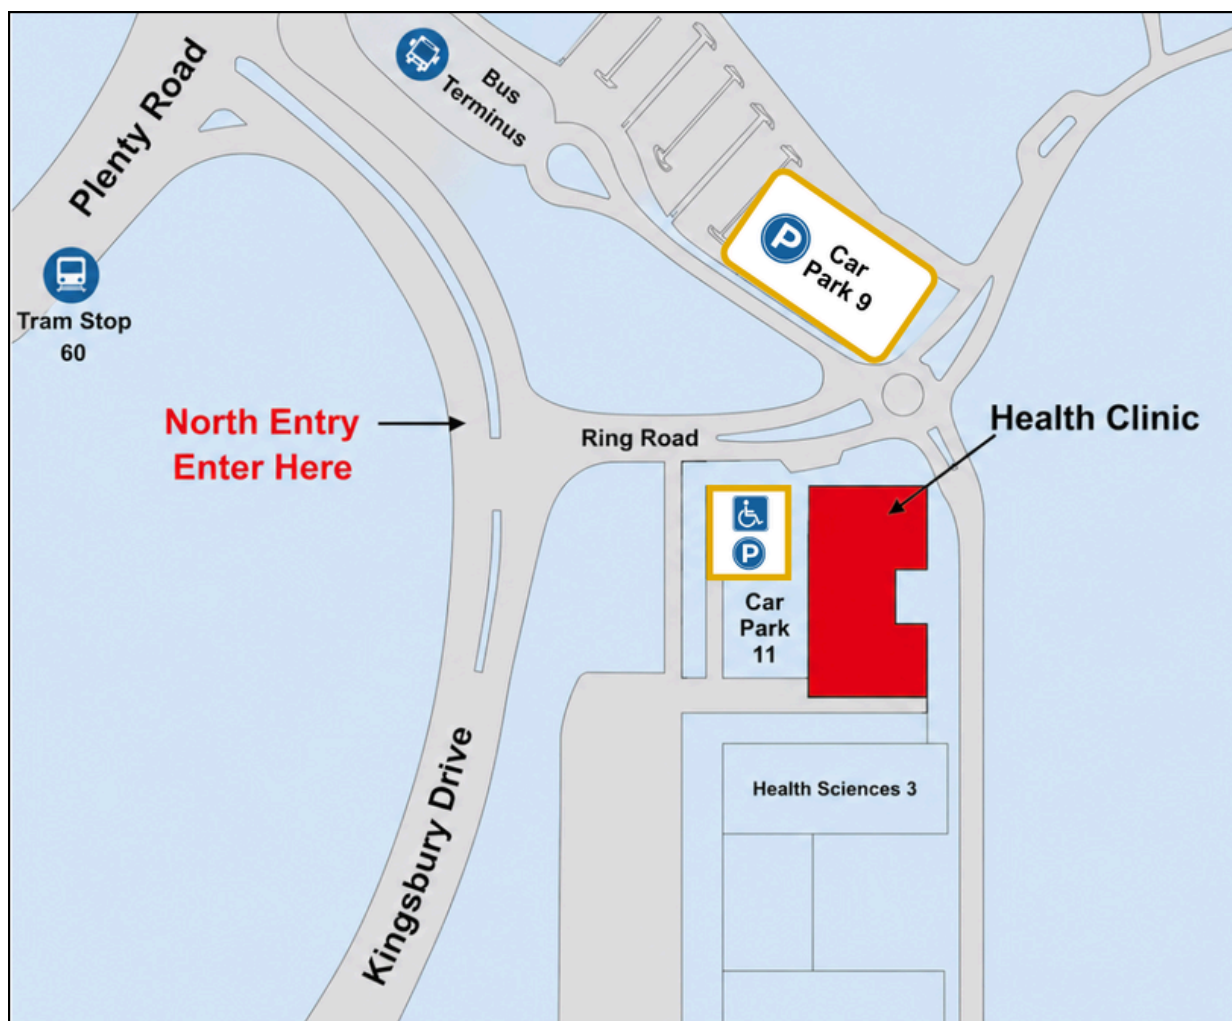 Plenty Road
Bus
Terminus
P
Car
Park 9
Tram Stop
60
North Entry
Enter Here
Ring Road
Health Clinic
P
Car
Park
11
Kingsbury Drive
Health Sciences 3